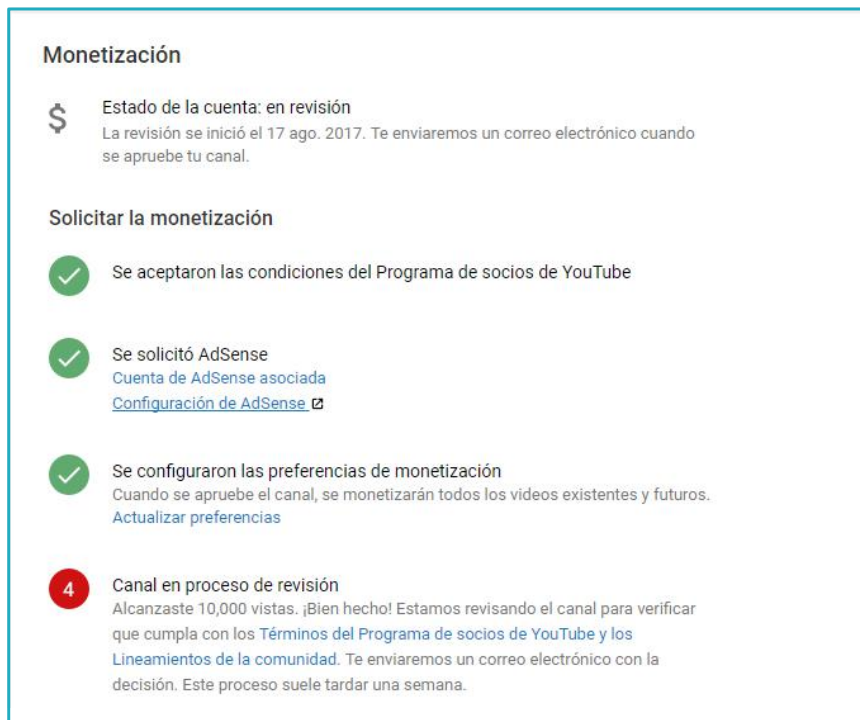 Monetización
$
Estado de la cuenta: en revisión
La revisión se inició el 17 ago. 2017. Te enviaremos un correo electrónico cuando
se apruebe tu canal.
Solicitar la monetización
Se aceptaron las condiciones del Programa de socios de YouTube
Se solicitó AdSense
Cuenta de AdSense asociada
Configuración de AdSense
Se configuraron las preferencias de monetización
Cuando se apruebe el canal, se monetizarán todos los videos existentes y futuros.
Actualizar preferencias
4
Canal en proceso de revisión
Alcanzaste 10,000 vistas. ¡Bien hecho! Estamos revisando el canal para verificar
que cumpla con los Términos del Programa de socios de YouTube y los
Lineamientos de la comunidad. Te enviaremos un correo electrónico con la
decisión. Este proceso suele tardar una semana.